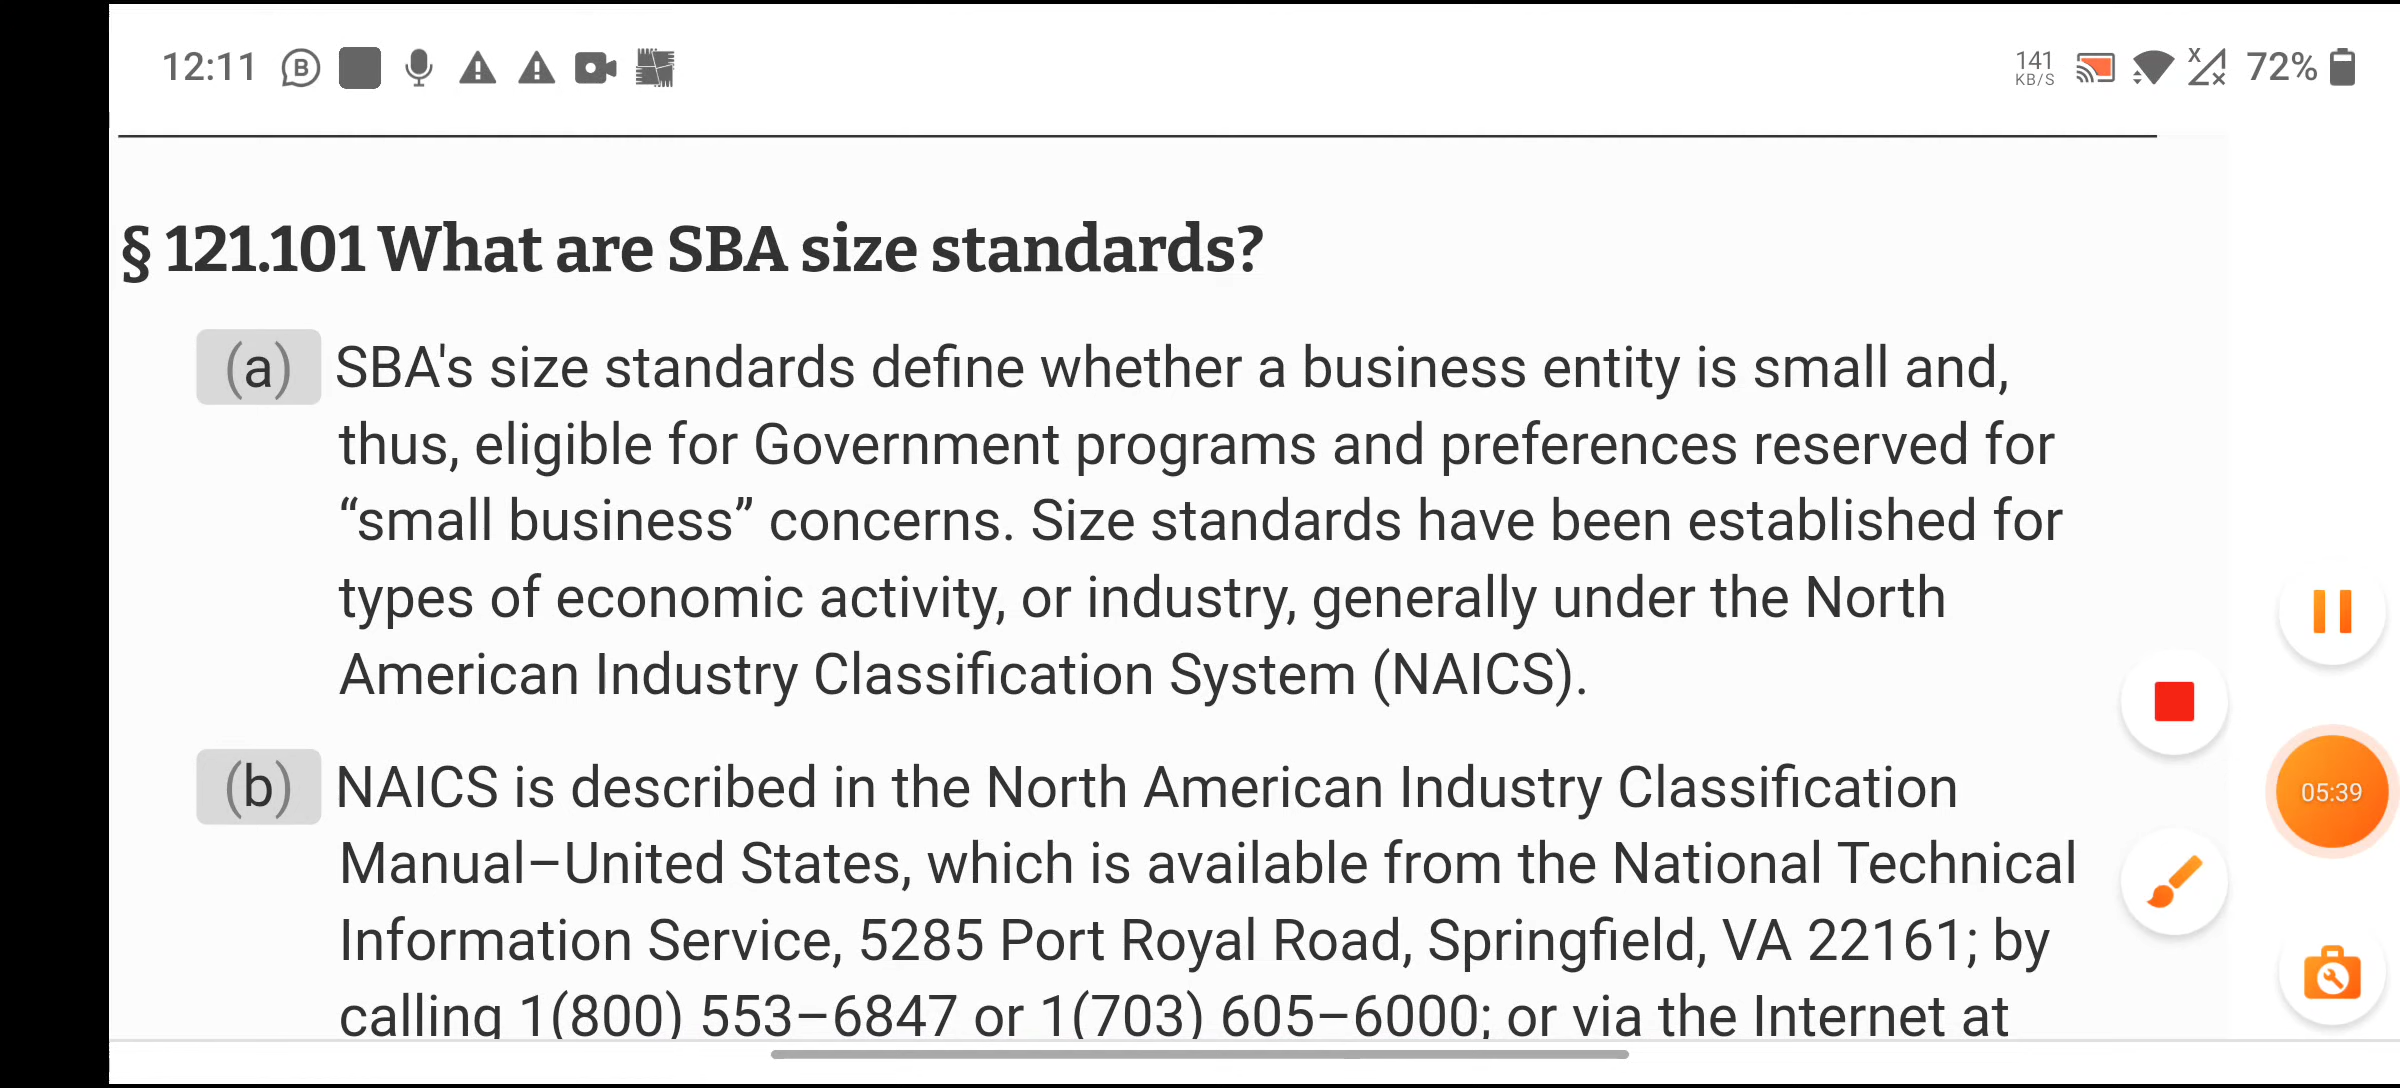 12:11
141
KB/S
72%
§ 121.101 What are SBA size standards?
(a) SBA's size standards define whether a business entity is small and,
thus, eligible for Government programs and preferences reserved for
“small business” concerns. Size standards have been established for
types of economic activity, or industry, generally under the North
American Industry Classification System (NAICS).
(b) NAICS is described in the North American Industry Classification
Manual–United States, which is available from the National Technical
Information Service, 5285 Port Royal Road, Springfield, VA 22161; by
calling 1(800) 553–6847 or 1(703) 605–6000; or via the Internet at
05:39